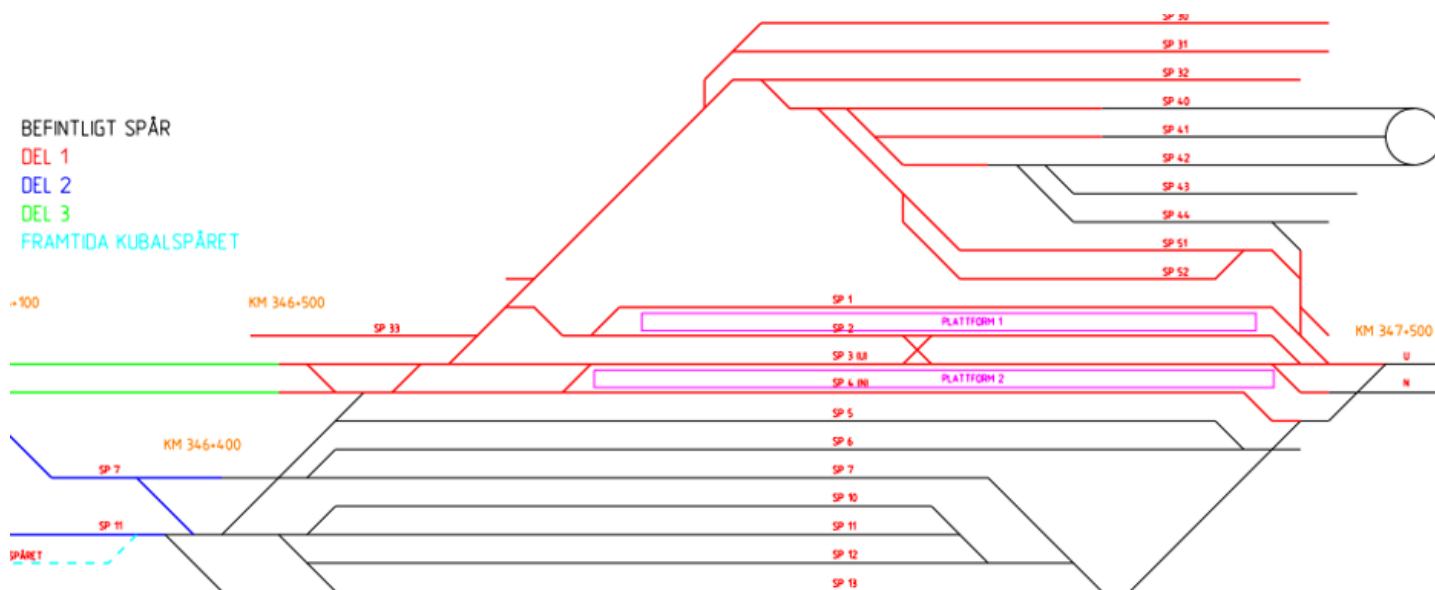 SP 30
SP 31
SP 32
SP 40
BEFINTLIGT SPÅR
SP 41
DEL 1
SP 42
DEL 2
SP 43
DEL 3
SP 44
FRAMTIDA KUBALSPÅRET
SP 51
SP 52
+100
KM 346+500
SP 1
PLATTFORM 1
SP 33
SP 2
KM 347+500
SP 3 (U)
U
SP 4 (N)
PLATTFORM 2
N
SP 5
KM 346+400
SP 6
SP 7
SP 7
SP 10
SP 11
SP 11
SPÅRET
SP 12
SP 13